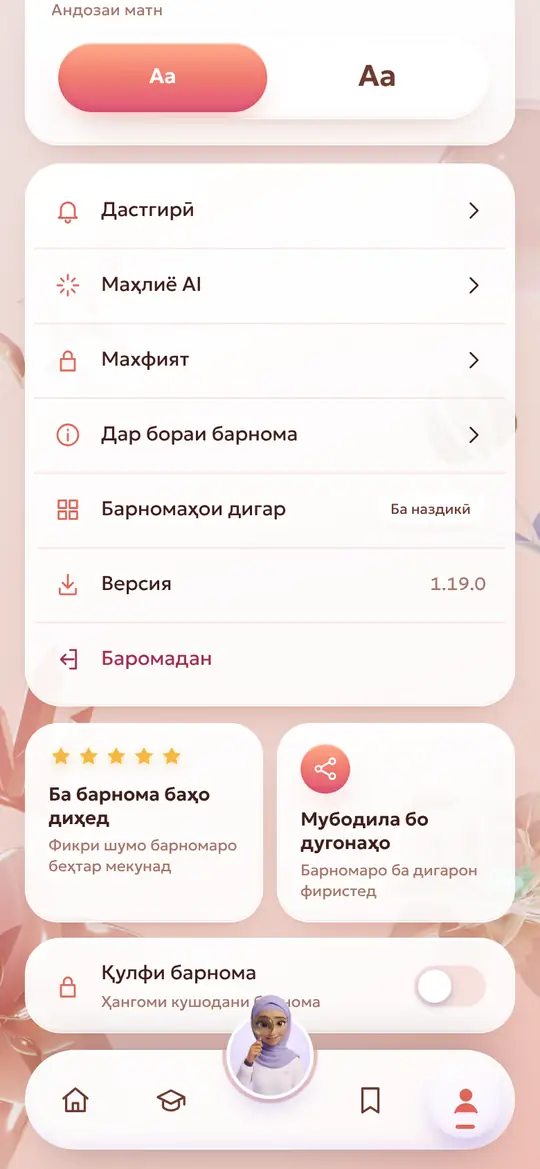 Андозаи матн
Aa
Aa
Дастгирӣ
Маҳлиё AI
Махфият
Дар бораи барнома
Барномаҳои дигар
Ба наздикӣ
Версия
1.19.0
Баромадан
Ба барнома баҳо
диҳед
Фикри шумо барномаро
беҳтар мекунад
Мубодила бо
дугонаҳо
Барномаро ба дигарон
фиристед
Қулфи барнома
Ҳангоми кушодани